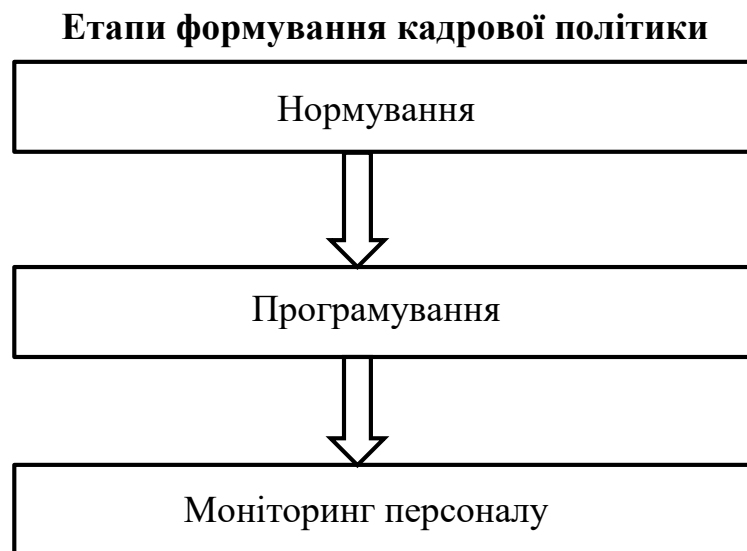 Етапи формування кадрової політики
Нормування
Програмування
Моніторинг персоналу